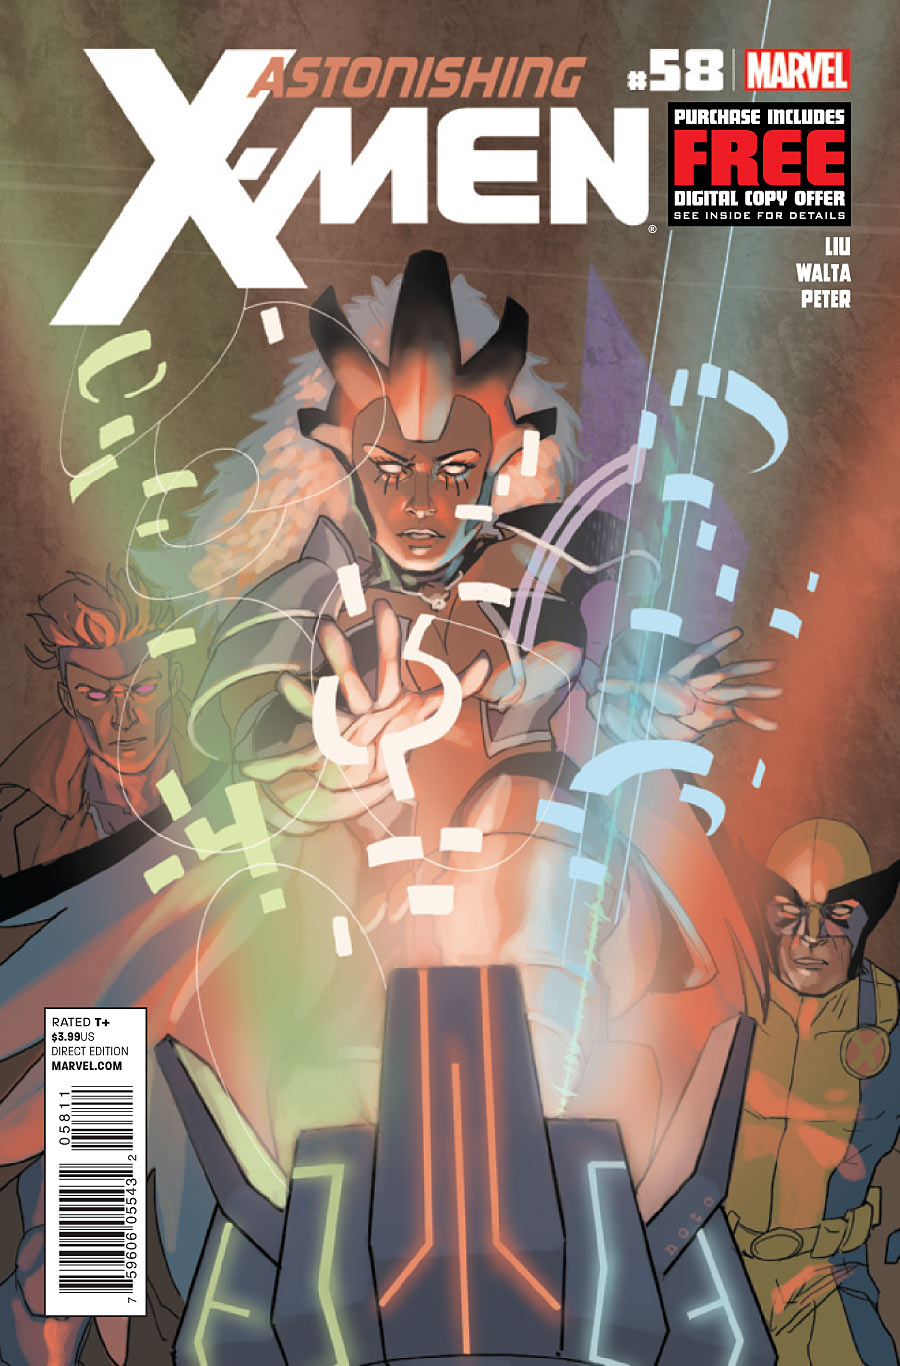 ASTONISHING
X-MEN
®
#58
MARVEL
PURCHASE INCLUDES
FREE
DIGITAL COPY OFFER
SEE INSIDE FOR DETAILS
LIU
WALTA
PETER
RATED T+
$3.99US
DIRECT EDITION
MARVEL.COM
05811
7 59606 05543 2
noto